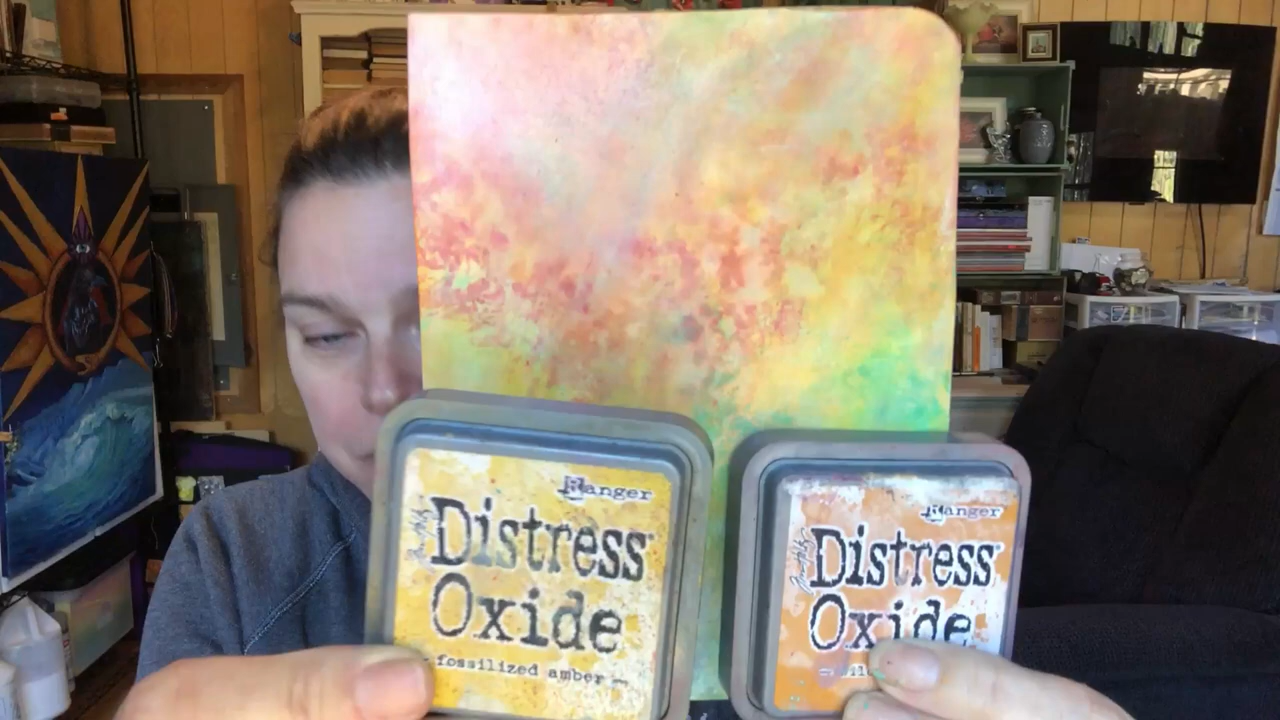 Ranger
Distress
Oxide
fossilized amber
Ranger
Distress
Oxide